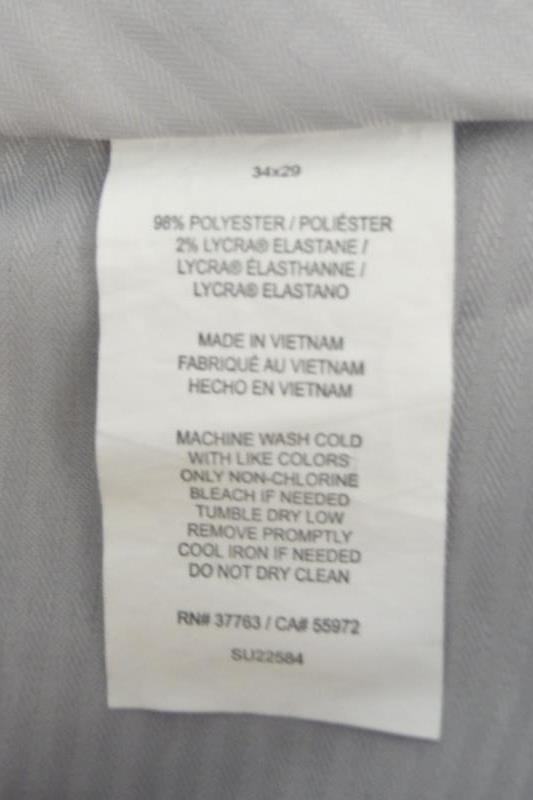 34x29
98% POLYESTER / POLIÉSTER
2% LYCRA® ELASTANE /
LYCRA® ÉLASTHANNE /
LYCRA® ELASTANO
MADE IN VIETNAM
FABRIQUÉ AU VIETNAM
HECHO EN VIETNAM
MACHINE WASH COLD
WITH LIKE COLORS
ONLY NON-CHLORINE
BLEACH IF NEEDED
TUMBLE DRY LOW
REMOVE PROMPTLY
COOL IRON IF NEEDED
DO NOT DRY CLEAN
RN# 37763 / CA# 55972
SU22584